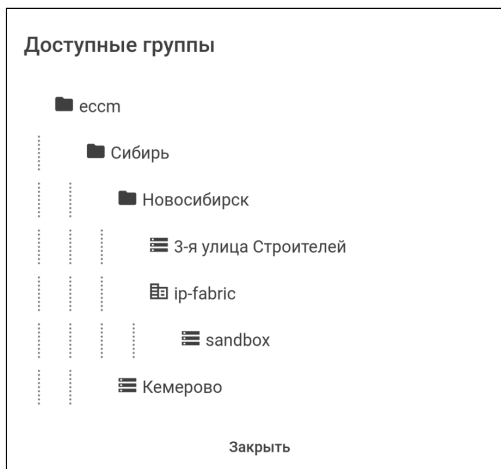 Доступные группы
eccm
Сибирь
Новосибирск
3-я улица Строителей
ip-fabric
sandbox
Кемерово
Закрыть